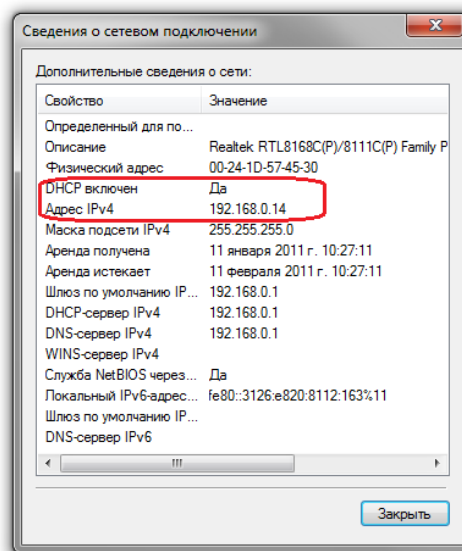 Сведения о сетевом подключении
Дополнительные сведения о сети:
Свойство Значение
Определенный для по...
Описание Realtek RTL8168C(P)/8111C(P) Family P
Физический адрес 00-24-1D-57-45-30
DHCP включен Да
Адрес IPv4 192.168.0.14
Маска подсети IPv4 255.255.255.0
Аренда получена 11 января 2011 г. 10:27:11
Аренда истекает 11 февраля 2011 г. 10:27:11
Шлюз по умолчанию IP... 192.168.0.1
DHCP-сервер IPv4 192.168.0.1
DNS-сервер IPv4 192.168.0.1
WINS-сервер IPv4
Служба NetBIOS через... Да
Локальный IPv6-адрес... fe80::3126:e820:8112:163%11
Шлюз по умолчанию IP...
DNS-сервер IPv6
Закрыть